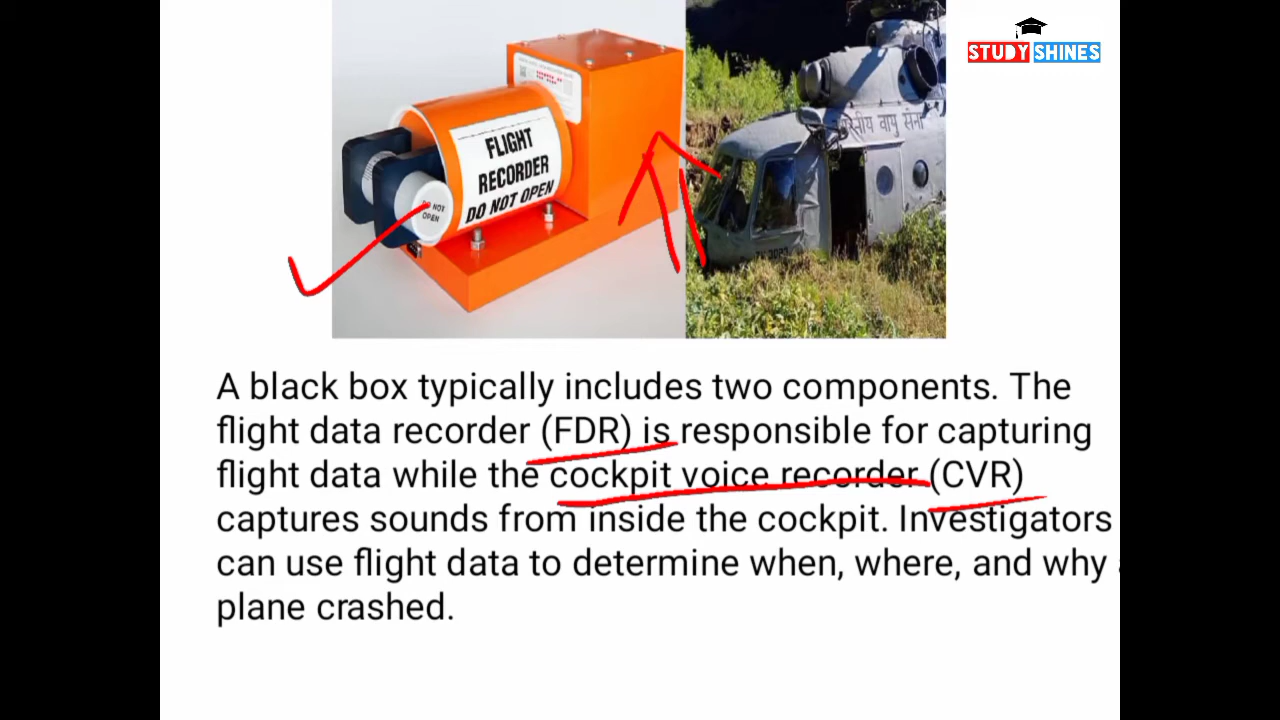 STUDY SHINES
FLIGHT
RECORDER
DO NOT OPEN
DO NOT
OPEN
वायु सेना
A black box typically includes two components. The
flight data recorder (FDR) is responsible for capturing
flight data while the cockpit voice recorder (CVR)
captures sounds from inside the cockpit. Investigators
can use flight data to determine when, where, and why
plane crashed.